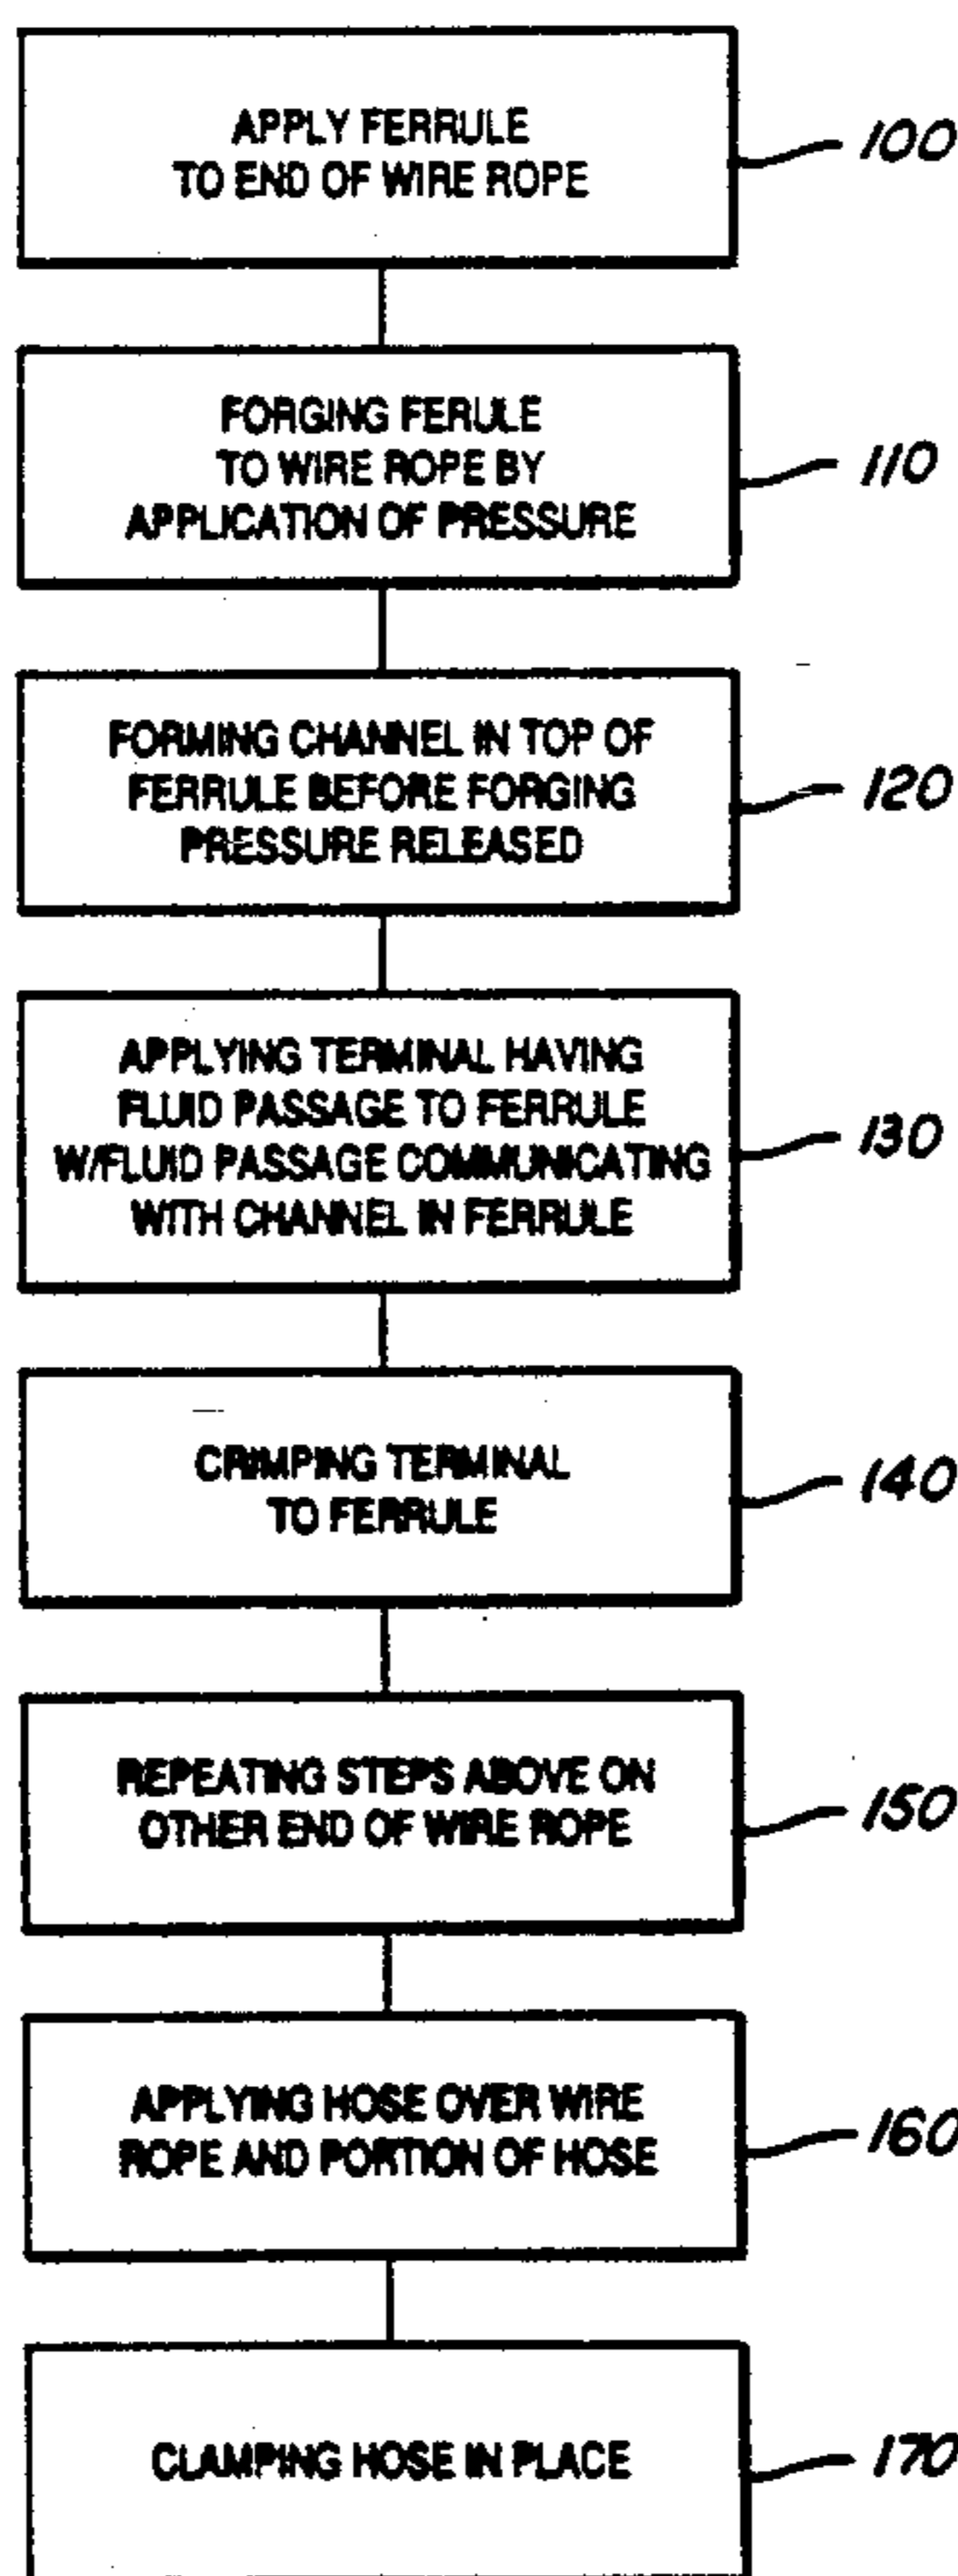 APPLY FERRULE
TO END OF WIRE ROPE
100
FORGING FERULE
TO WIRE ROPE BY
APPLICATION OF PRESSURE
110
FORMING CHANNEL IN TOP OF
FERRULE BEFORE FORGING
PRESSURE RELEASED
120
APPLYING TERMINAL HAVING
FLUID PASSAGE TO FERRULE
W/FLUID PASSAGE COMMUNICATING
WITH CHANNEL IN FERRULE
130
CRIMPING TERMINAL
TO FERRULE
140
REPEATING STEPS ABOVE ON
OTHER END OF WIRE ROPE
150
APPLYING HOSE OVER WIRE
ROPE AND PORTION OF HOSE
160
CLAMPING HOSE IN PLACE
170